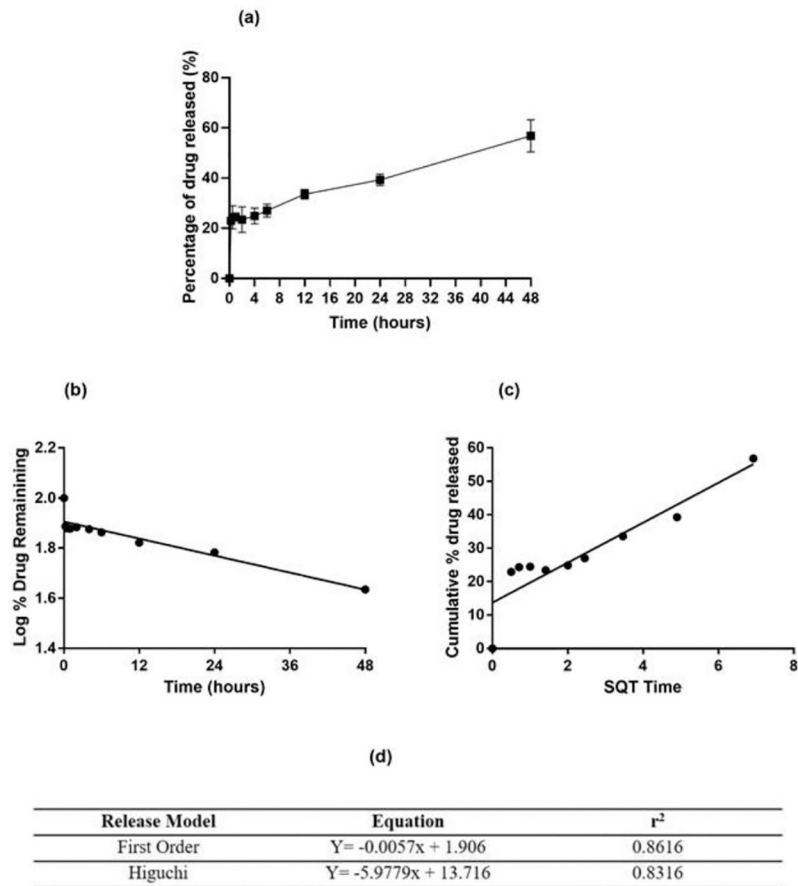 (a)
Percentage of drug released (%)
80
60
40
20
0
0 4 8 12 16 20 24 28 32 36 40 44 48
Time (hours)
(b)
Log % Drug Remainining
2.2
2.0
1.8
1.6
1.4
0 12 24 36 48
Time (hours)
(c)
Cumulative % drug released
60
50
40
30
20
10
0
0 2 4 6 8
SQT Time
(d)
Release Model Equation r²
First Order Y= -0.0057x + 1.906 0.8616
Higuchi Y= -5.9779x + 13.716 0.8316